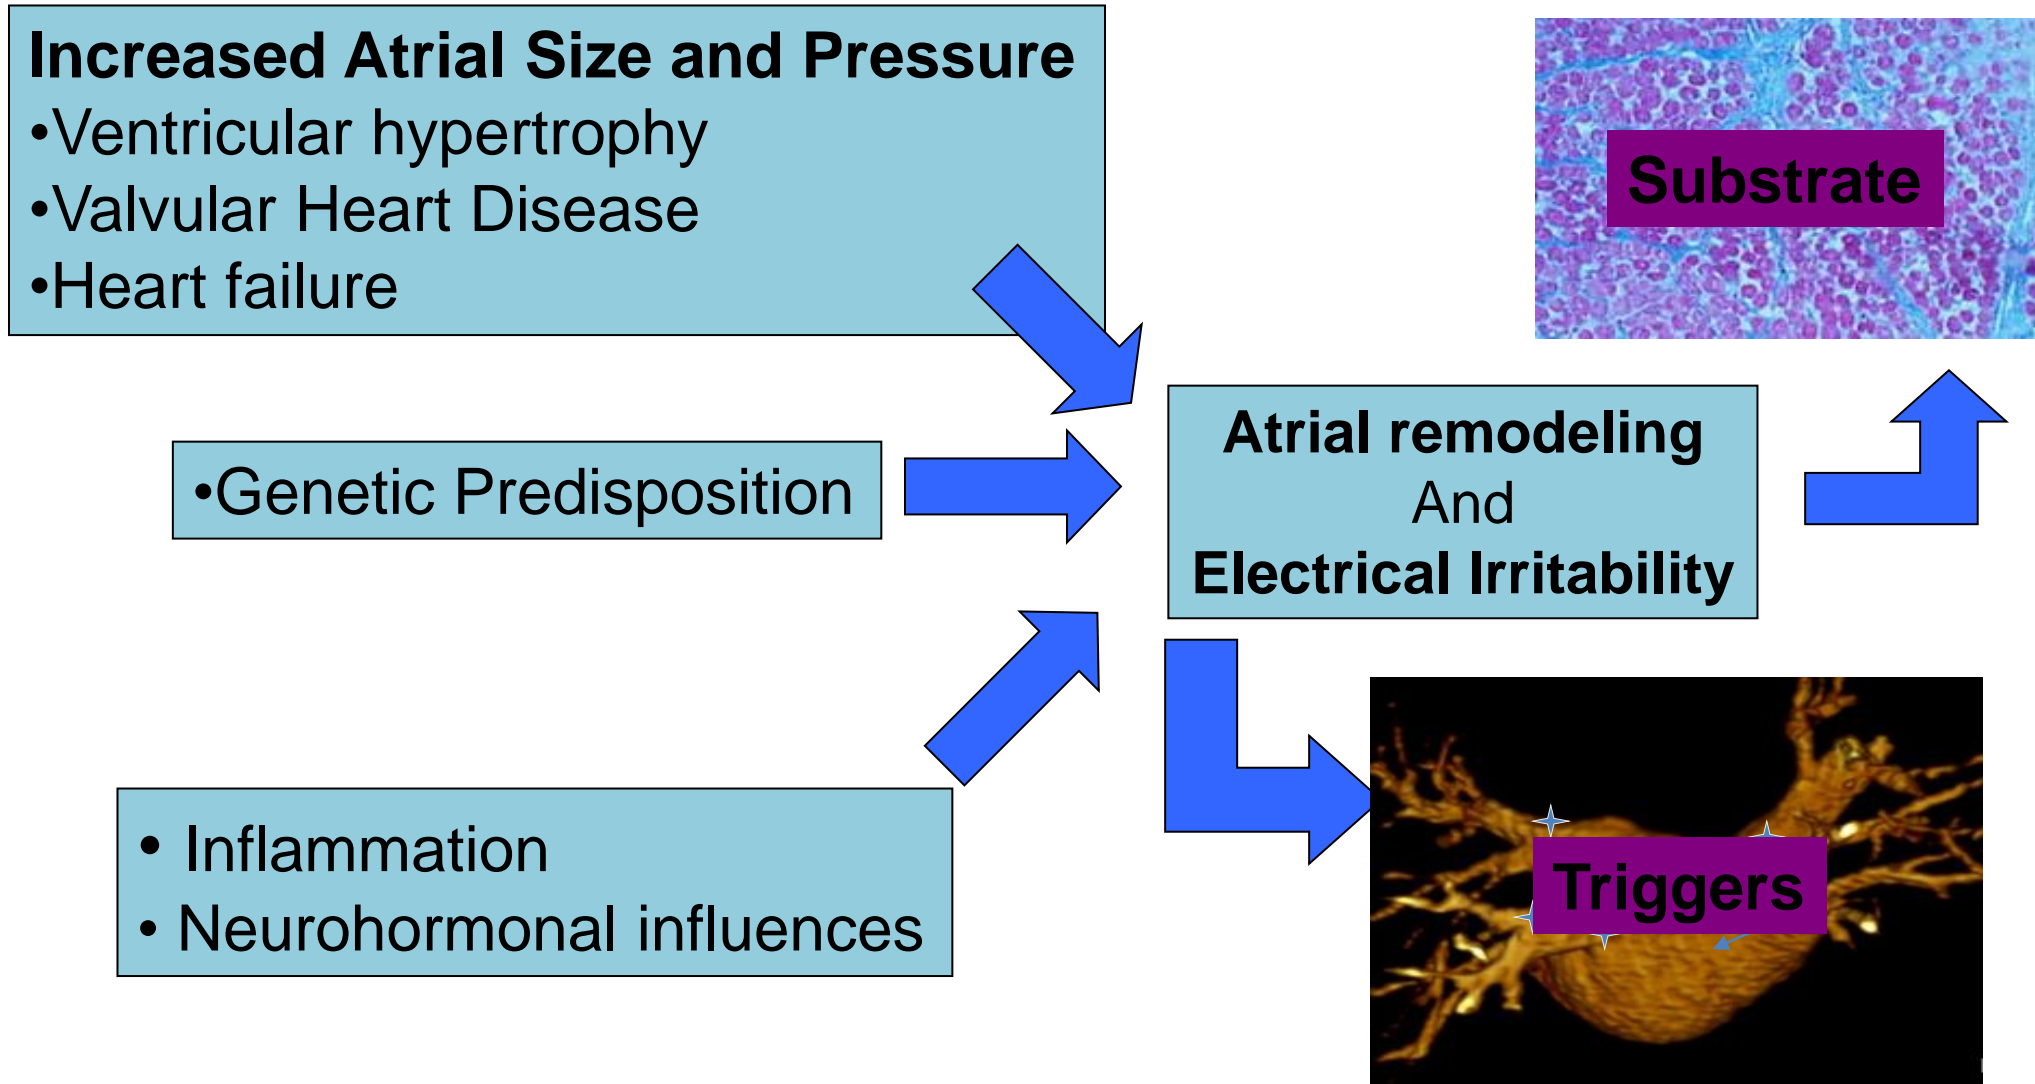 Increased Atrial Size and Pressure
•Ventricular hypertrophy
•Valvular Heart Disease
•Heart failure
Substrate
•Genetic Predisposition
Atrial remodeling
And
Electrical Irritability
• Inflammation
• Neurohormonal influences
Triggers